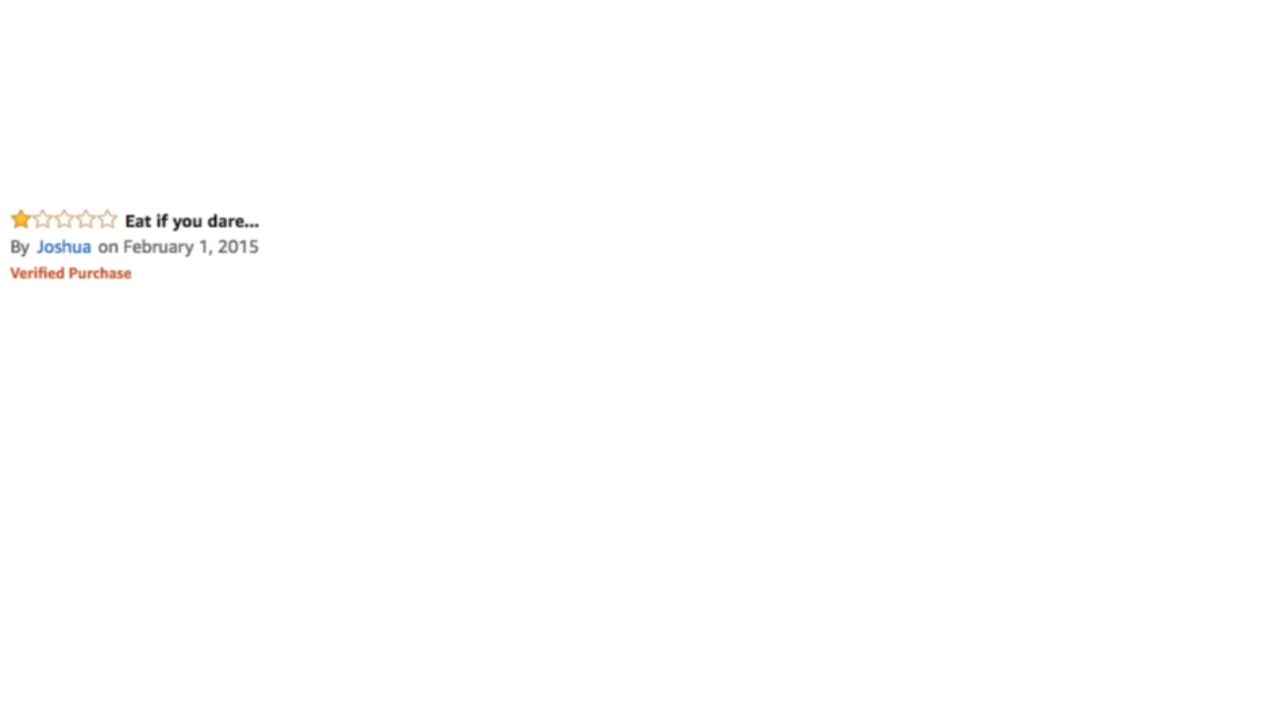 Eat if you dare...
By Joshua on February 1, 2015
Verified Purchase